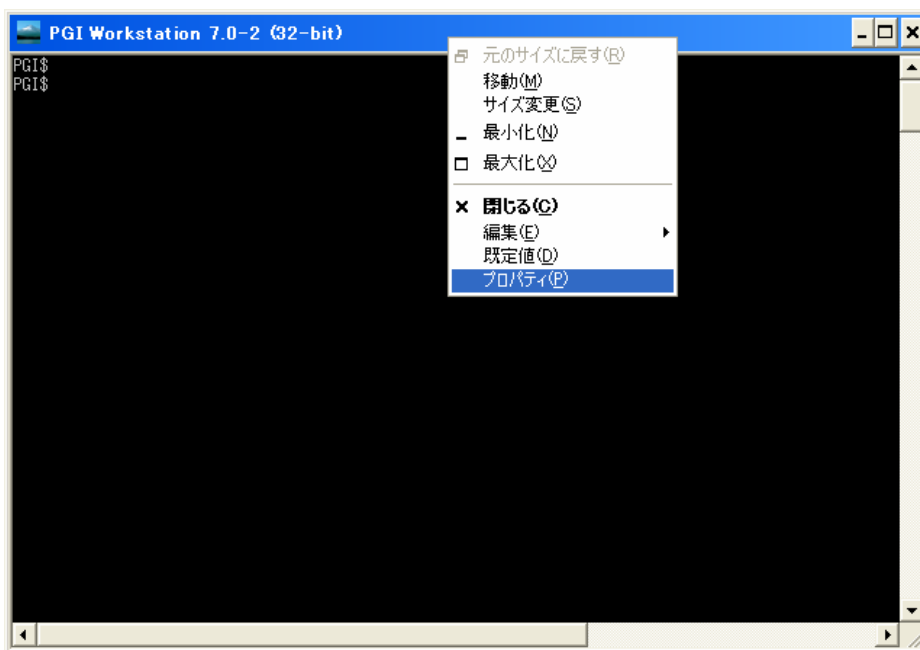 PGI Workstation 7.0-2 (32-bit)
PGI$
PGI$
元のサイズに戻す(R)
移動(M)
サイズ変更(S)
最小化(N)
最大化(X)
閉じる(C)
編集(E)
既定値(D)
プロパティ(P)